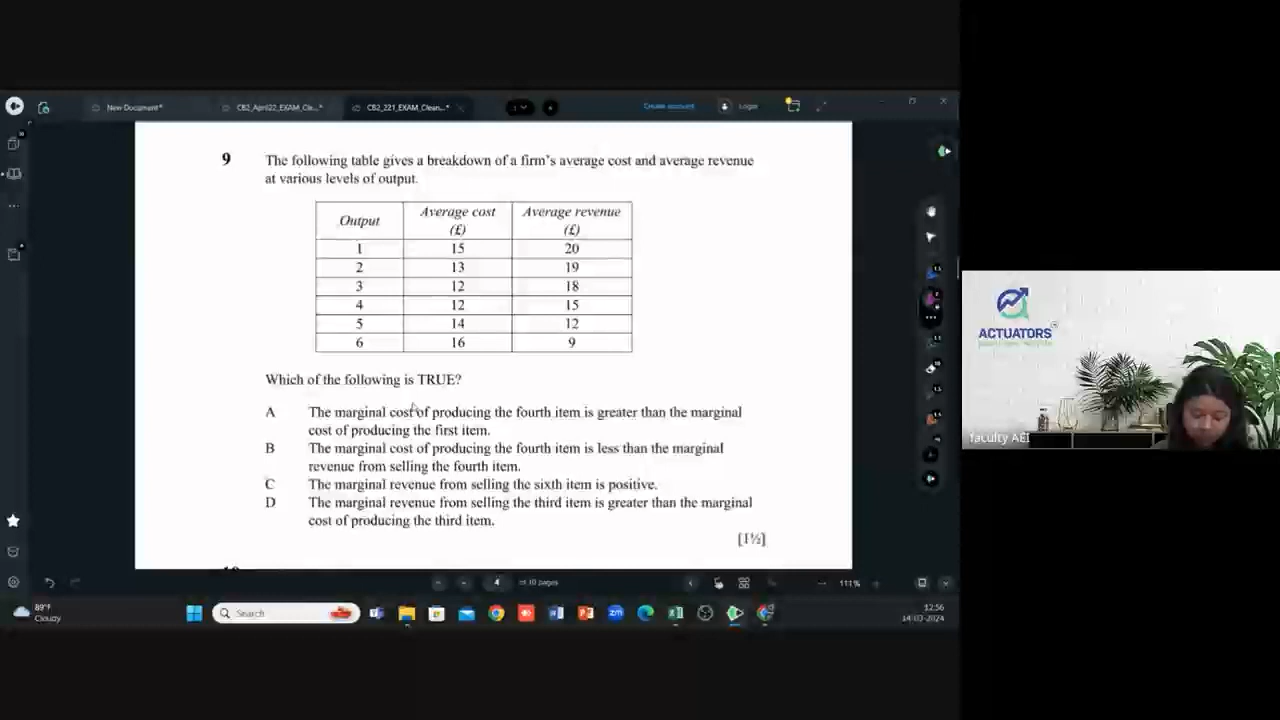 New Document*
CB2_April22_EXAM_Cle...*
CB2_221_EXAM_Clean...*
Create account
Login
9
The following table gives a breakdown of a firm's average cost and average revenue
at various levels of output.
Output Average cost (£) Average revenue (£)
1 15 20
2 13 19
3 12 18
4 12 15
5 14 12
6 16 9
Which of the following is TRUE?
A The marginal cost of producing the fourth item is greater than the marginal
cost of producing the first item.
B The marginal cost of producing the fourth item is less than the marginal
revenue from selling the fourth item.
C The marginal revenue from selling the sixth item is positive.
D The marginal revenue from selling the third item is greater than the marginal
cost of producing the third item.
[1½]
4 of 10 pages
111%
ACTUATORS
faculty AEI
89°F
Cloudy
Search
12:56
14-03-2024